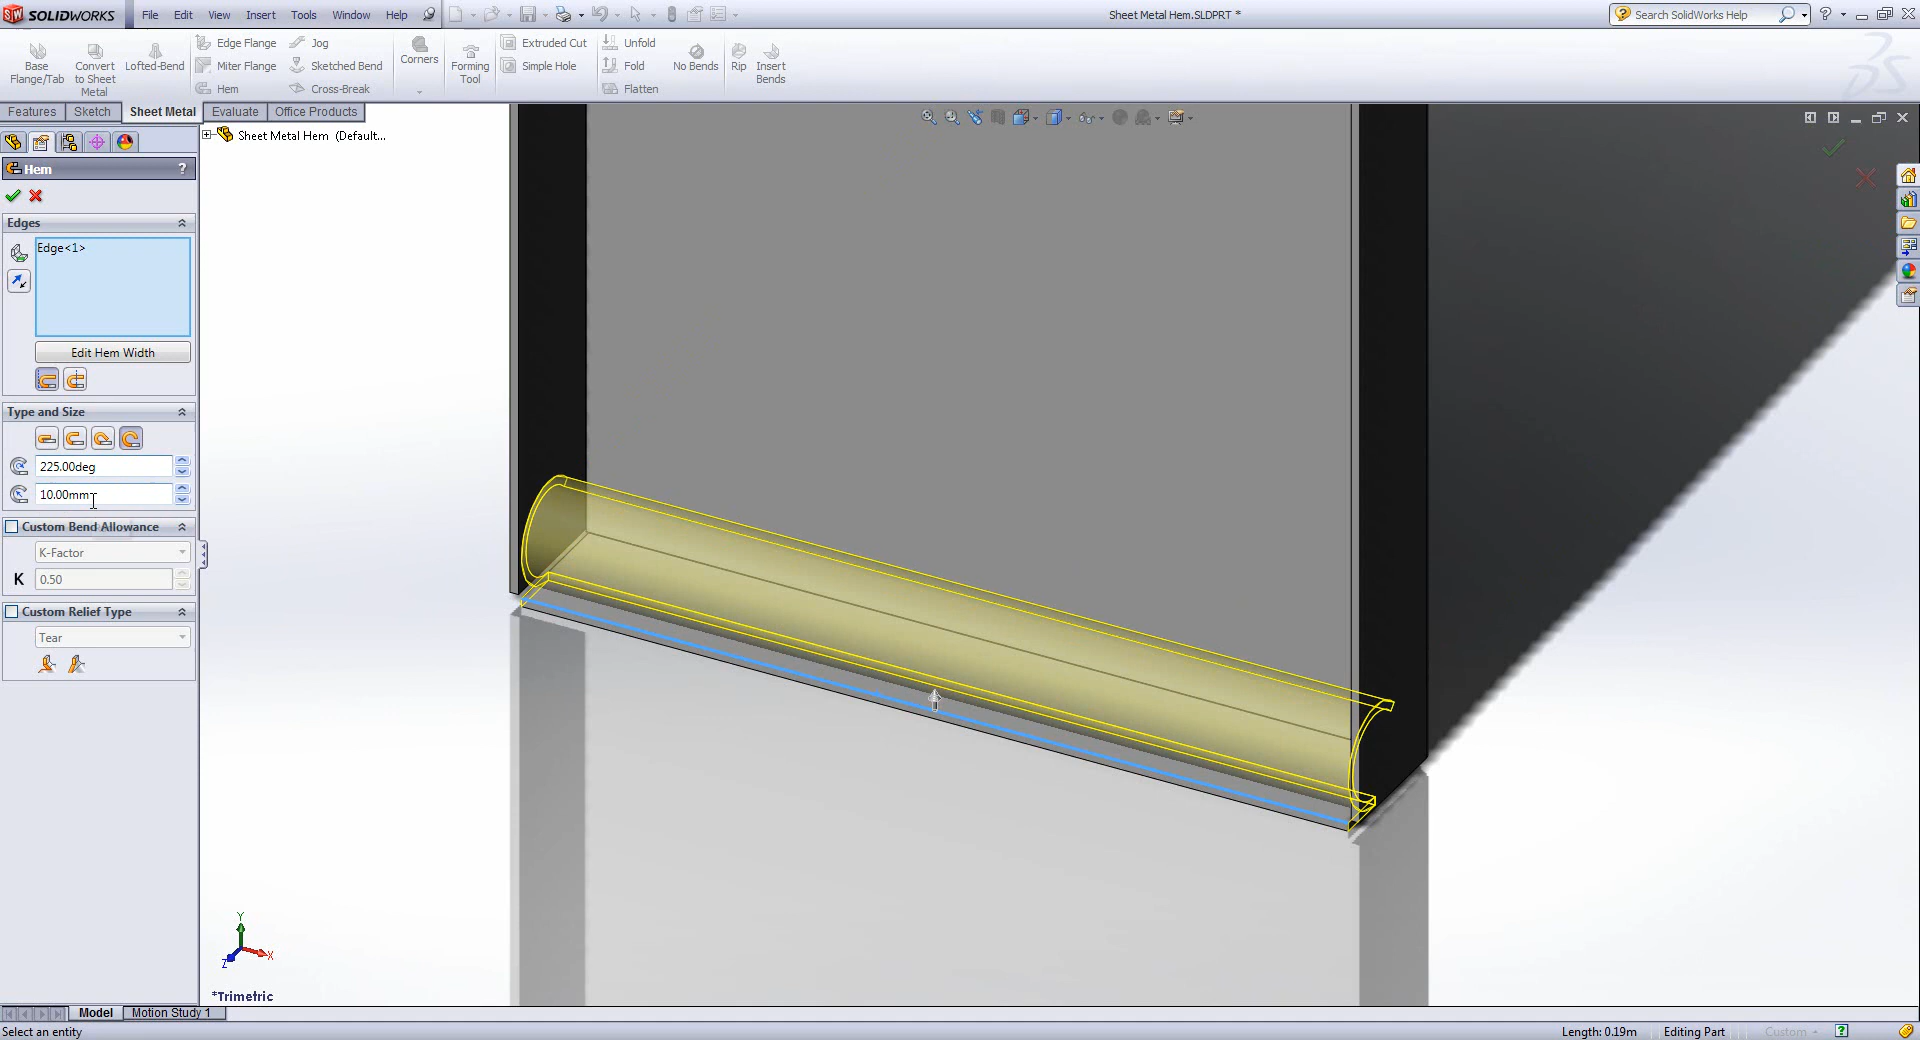 SOLIDWORKS File Edit View Insert Tools Window Help Sheet Metal Hem.SLDPRT * Search SolidWorks Help ?
Base Flange/Tab
Convert to Sheet Metal
Lofted-Bend
Edge Flange
Miter Flange
Hem
Jog
Sketched Bend
Cross-Break
Corners
Forming Tool
Extruded Cut
Simple Hole
Unfold
Fold
Flatten
No Bends
Rip
Insert Bends
Features Sketch Sheet Metal Evaluate Office Products
Sheet Metal Hem (Default...
Hem ?
Edges
Edge<1>
Edit Hem Width
Type and Size
225.00deg
10.00mm
Custom Bend Allowance
K-Factor
K 0.50
Custom Relief Type
Tear
Y
X
Z
*Trimetric
Model Motion Study 1
Select an entity Length: 0.19m Editing Part Custom ?